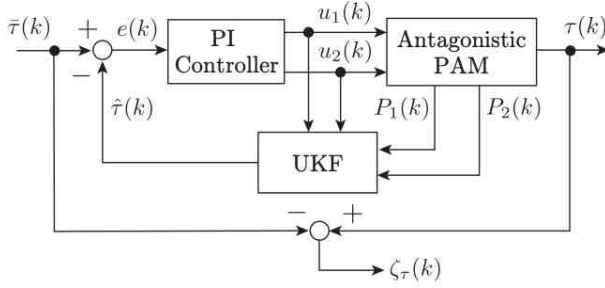 τ̄(k)
+
−
e(k)
PI
Controller
u₁(k)
u₂(k)
Antagonistic
PAM
τ(k)
τ̂(k)
P₁(k)
P₂(k)
UKF
−
+
ζτ(k)